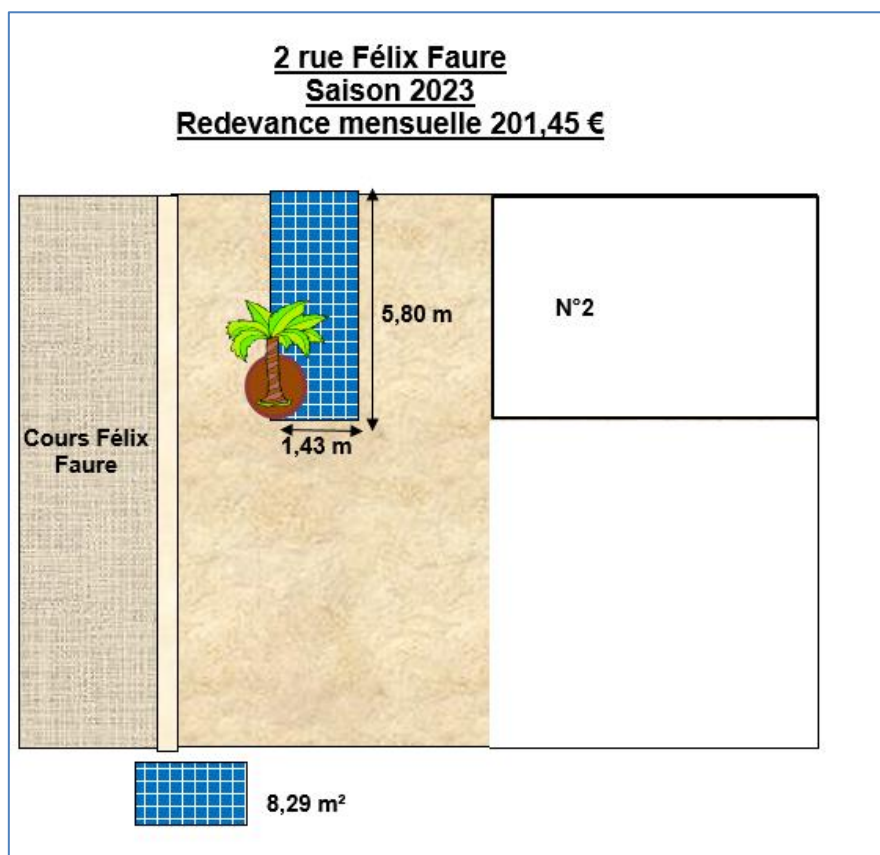 2 rue Félix Faure
Saison 2023
Redevance mensuelle 201,45 €
5,80 m
N°2
1,43 m
Cours Félix
Faure
8,29 m²